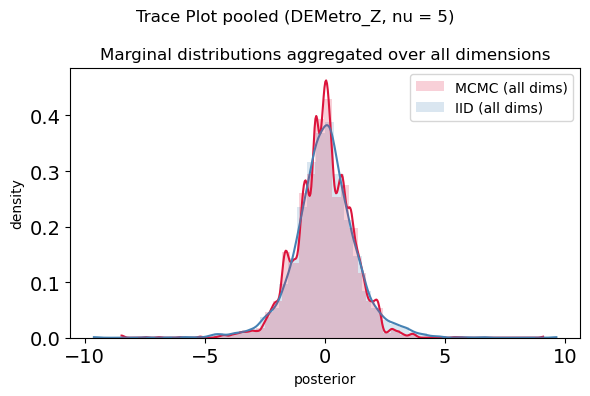 Trace Plot pooled (DEMetro_Z, nu = 5)
Marginal distributions aggregated over all dimensions
MCMC (all dims)
IID (all dims)
density
0.4
0.3
0.2
0.1
0.0
−10
−5
0
5
10
posterior